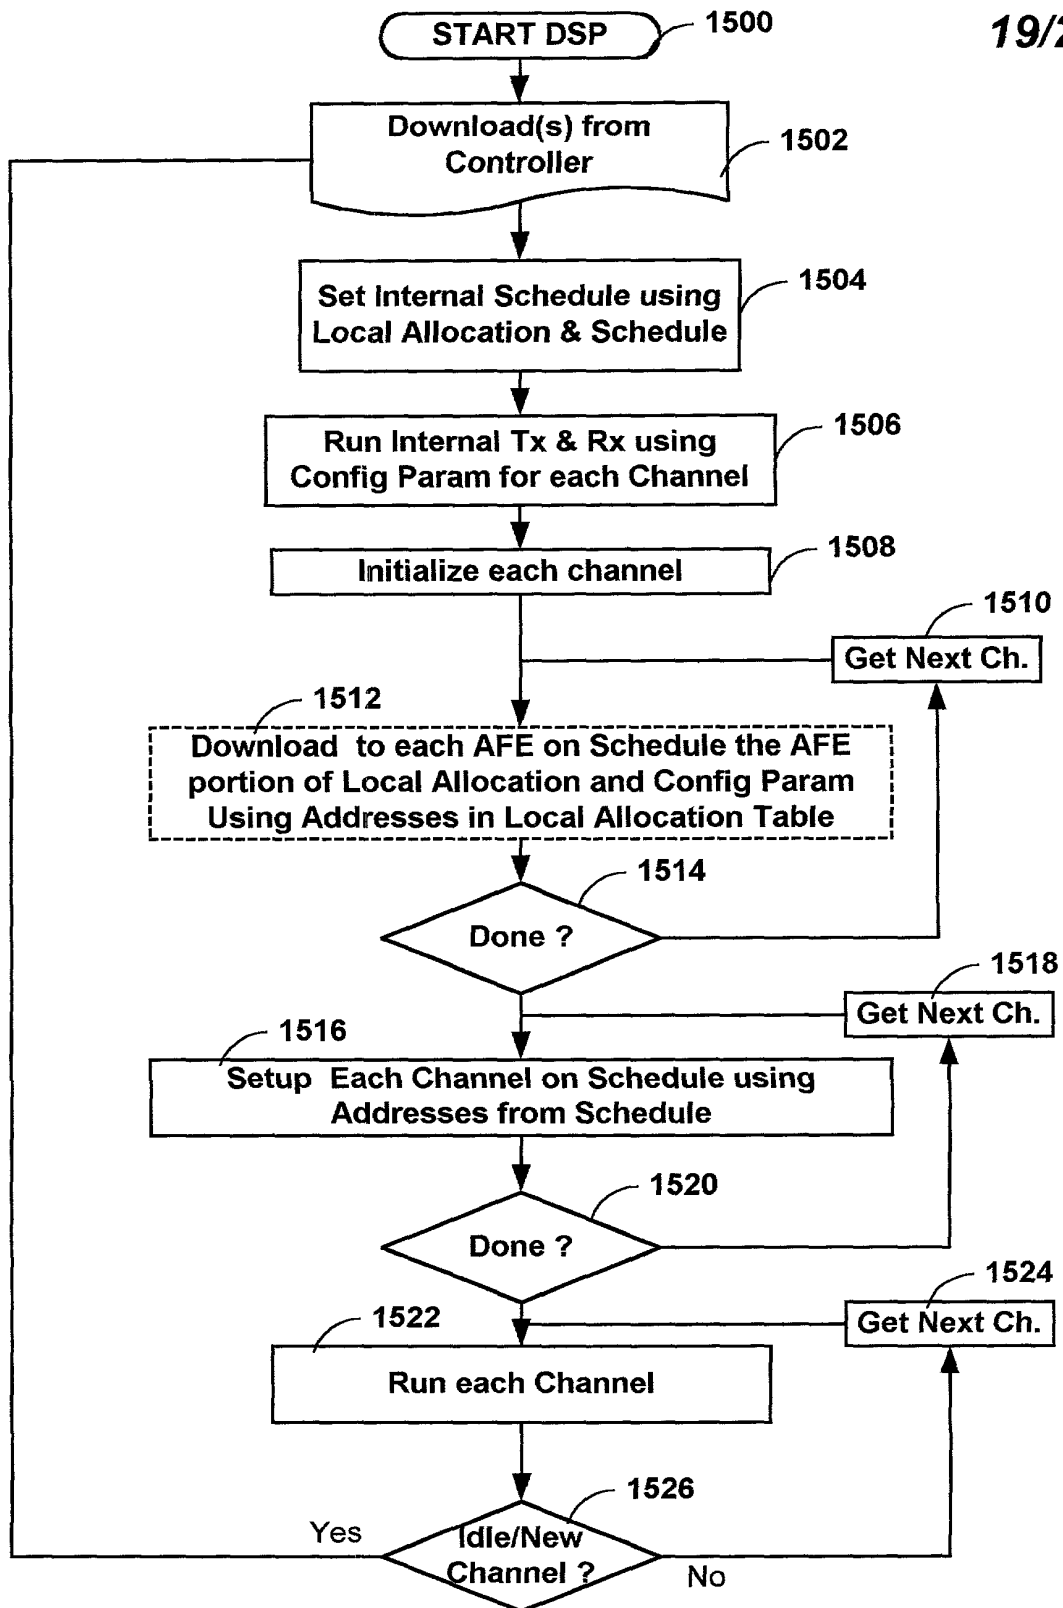 START DSP
1500
19/2
Download(s) from
Controller
1502
Set Internal Schedule using
Local Allocation & Schedule
1504
Run Internal Tx & Rx using
Config Param for each Channel
1506
Initialize each channel
1508
1510
Get Next Ch.
1512
Download to each AFE on Schedule the AFE
portion of Local Allocation and Config Param
Using Addresses in Local Allocation Table
1514
Done ?
1518
Get Next Ch.
1516
Setup Each Channel on Schedule using
Addresses from Schedule
1520
Done ?
1524
Get Next Ch.
1522
Run each Channel
1526
Idle/New
Channel ?
Yes
No